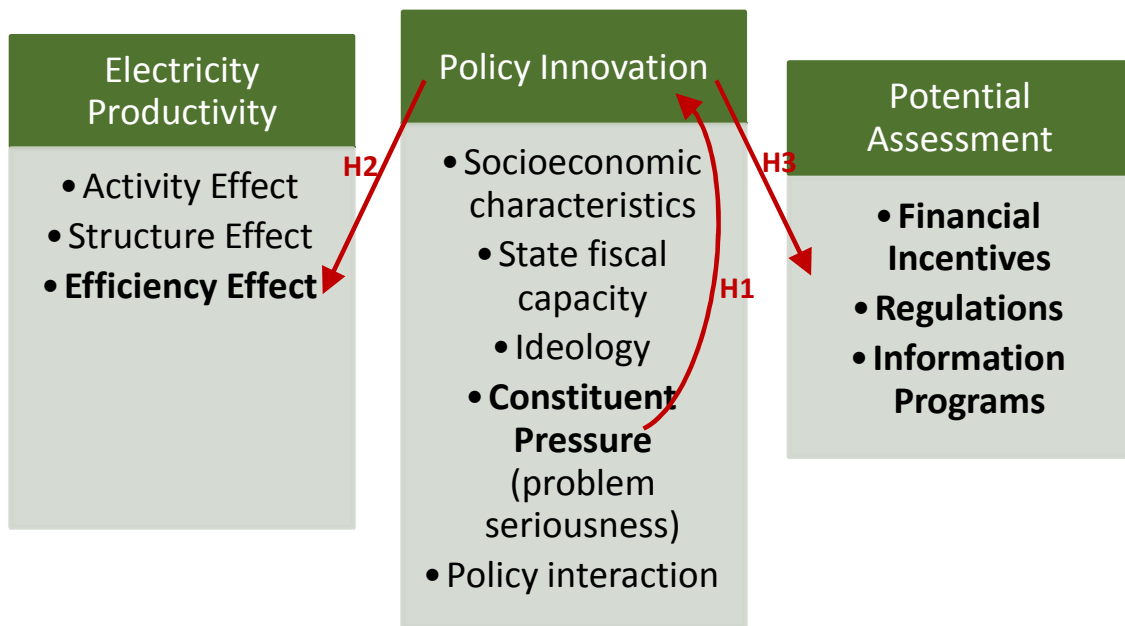 Electricity
Productivity
• Activity Effect
• Structure Effect
• Efficiency Effect
H2
Policy Innovation
• Socioeconomic
characteristics
• State fiscal
capacity
• Ideology
• Constituent
Pressure
(problem
seriousness)
• Policy interaction
H1
H3
Potential
Assessment
• Financial
Incentives
• Regulations
• Information
Programs